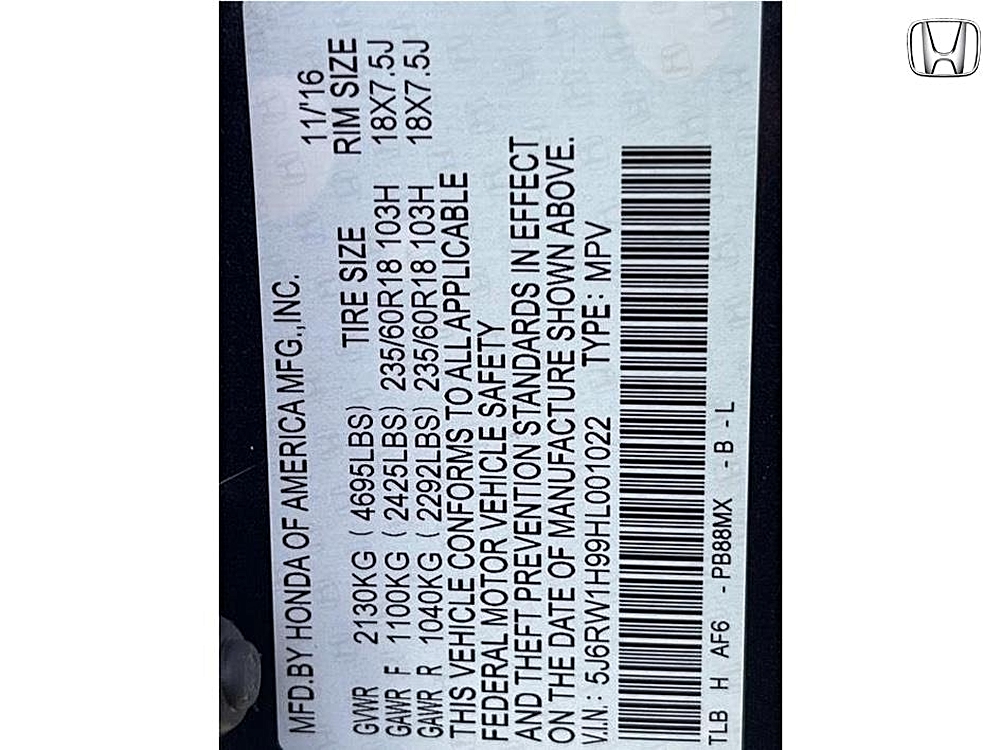 MFD.BY HONDA OF AMERICA MFG.,INC. 11/'16
TIRE SIZE RIM SIZE
GVWR 2130KG ( 4695LBS)
GAWR F 1100KG ( 2425LBS) 235/60R18 103H 18X7.5J
GAWR R 1040KG ( 2292LBS) 235/60R18 103H 18X7.5J
THIS VEHICLE CONFORMS TO ALL APPLICABLE
FEDERAL MOTOR VEHICLE SAFETY
AND THEFT PREVENTION STANDARDS IN EFFECT
ON THE DATE OF MANUFACTURE SHOWN ABOVE.
V.I.N.: 5J6RW1H99HL001022 TYPE: MPV
TLB H AF6 -PB88MX -B-L